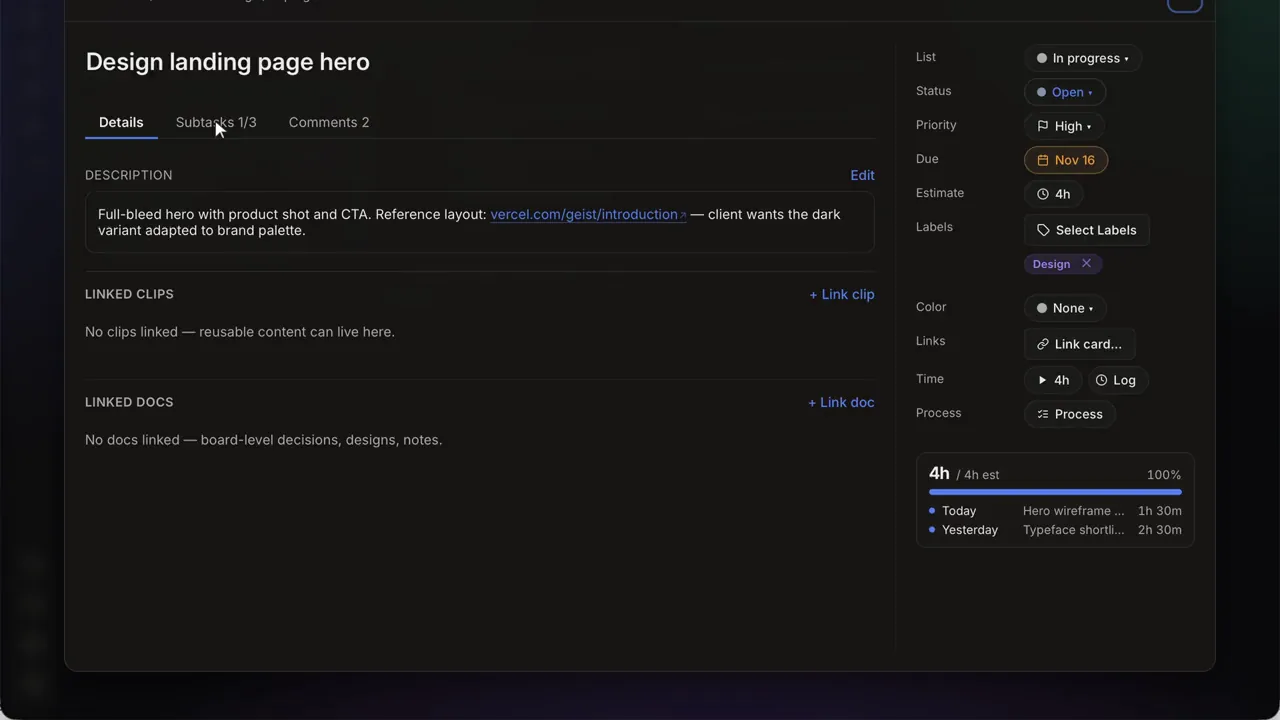 Design landing page hero
Details
Subtasks 1/3
Comments 2
DESCRIPTION
Edit
Full-bleed hero with product shot and CTA. Reference layout: vercel.com/geist/introduction↗ — client wants the dark
variant adapted to brand palette.
LINKED CLIPS
+ Link clip
No clips linked — reusable content can live here.
LINKED DOCS
+ Link doc
No docs linked — board-level decisions, designs, notes.
List
In progress
Status
Open
Priority
High
Due
Nov 16
Estimate
4h
Labels
Select Labels
Design
Color
None
Links
Link card...
Time
4h
Log
Process
Process
4h / 4h est
100%
Today
Hero wireframe ...
1h 30m
Yesterday
Typeface shortli...
2h 30m